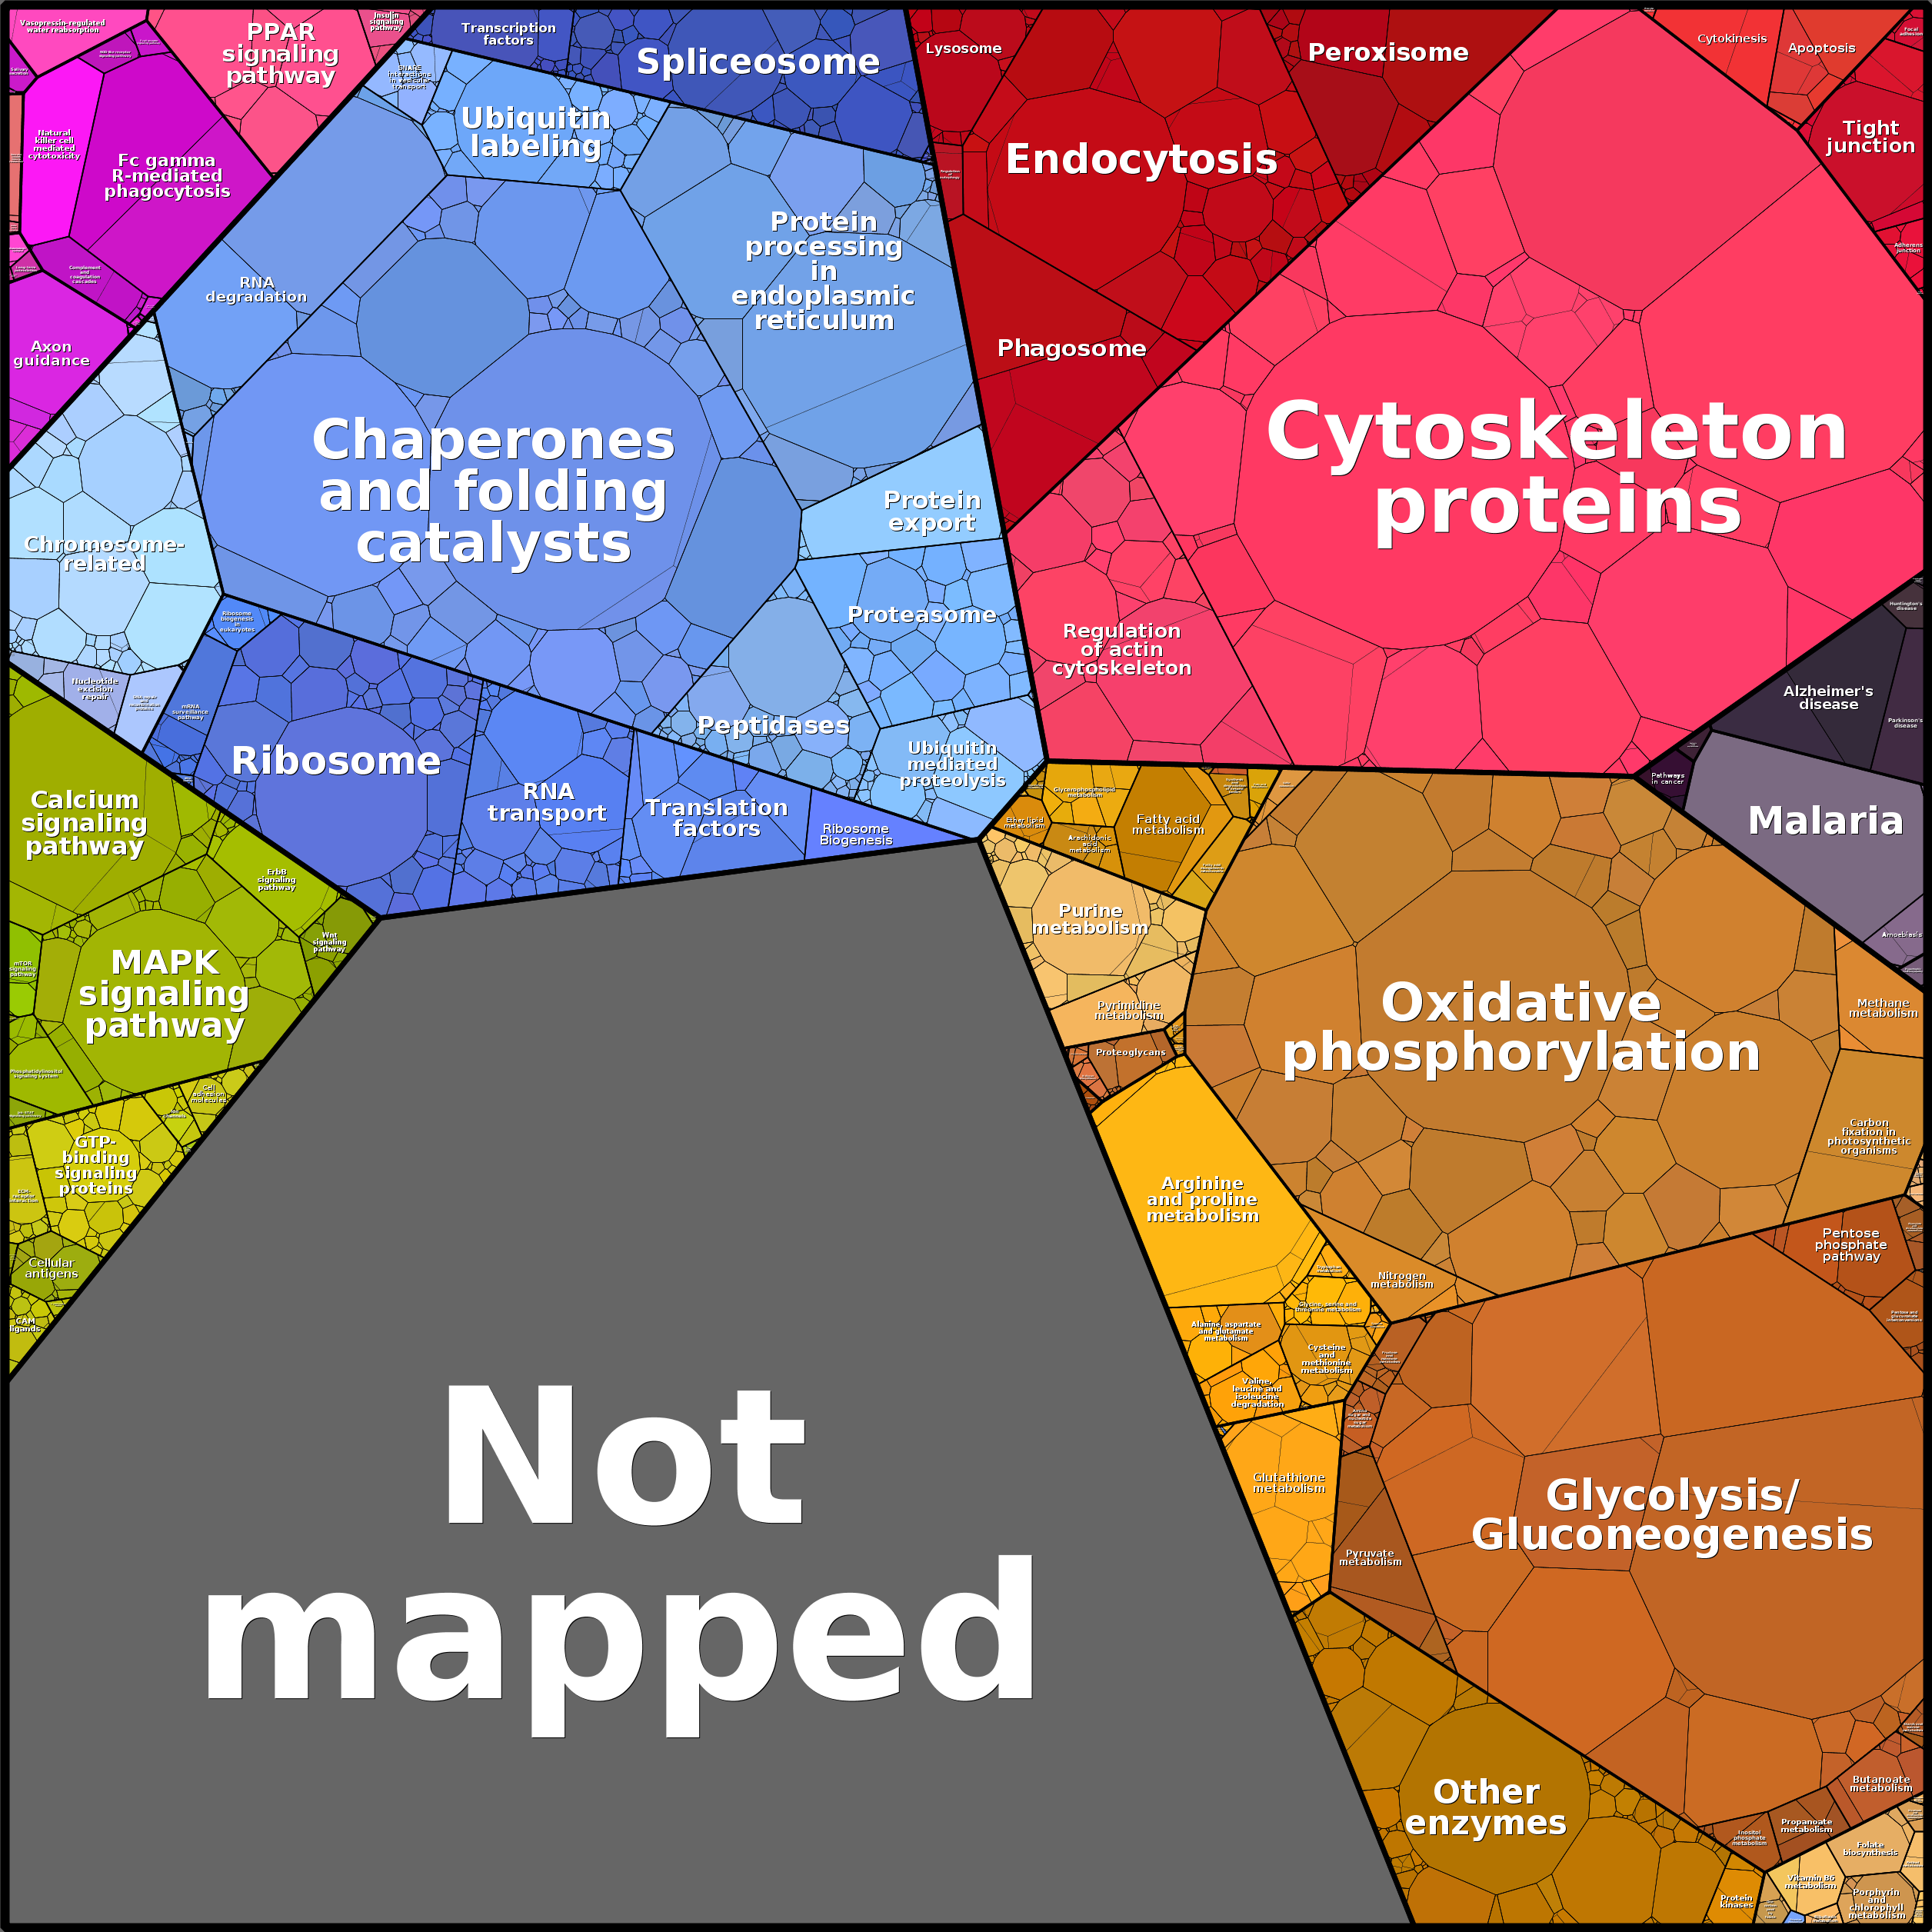 Vasopressin-regulated
water reabsorption
PPAR
signaling
pathway
Insulin
signaling
pathway
Natural
killer cell
mediated
cytotoxicity
Fc gamma
R-mediated
phagocytosis
Complement
and
coagulation
cascades
Axon
guidance
Transcription
factors
Spliceosome
SNARE
interactions
in vesicular
transport
Ubiquitin
labeling
RNA
degradation
Protein
processing
in
endoplasmic
reticulum
Chaperones
and folding
catalysts
Protein
export
Proteasome
Peptidases
Ubiquitin
mediated
proteolysis
Chromosome-
related
Nucleotide
excision
repair
Ribosome
biogenesis
in
eukaryotes
mRNA
surveillance
pathway
Ribosome
RNA
transport
Translation
factors
Ribosome
Biogenesis
Lysosome
Endocytosis
Peroxisome
Phagosome
Cytokinesis
Apoptosis
Focal
adhesion
Tight
junction
Adherens
junction
Cytoskeleton
proteins
Regulation
of actin
cytoskeleton
Huntington's
disease
Alzheimer's
disease
Parkinson's
disease
Pathways
in cancer
Malaria
Amoebiasis
Calcium
signaling
pathway
ErbB
signaling
pathway
Wnt
signaling
pathway
mTOR
signaling
pathway
MAPK
signaling
pathway
Phosphatidylinositol
signaling system
Cell
adhesion
molecules
GTP-
binding
signaling
proteins
ECM-
receptor
interaction
Cellular
antigens
CAM
ligands
Not
mapped
Glycerophospholipid
metabolism
Ether lipid
metabolism
Arachidonic
acid
metabolism
Fatty acid
metabolism
Purine
metabolism
Pyrimidine
metabolism
Proteoglycans
Oxidative
phosphorylation
Methane
metabolism
Carbon
fixation in
photosynthetic
organisms
Arginine
and proline
metabolism
Nitrogen
metabolism
Glycine, serine and
threonine metabolism
Alanine, aspartate
and glutamate
metabolism
Cysteine
and
methionine
metabolism
Valine,
leucine and
isoleucine
degradation
Glutathione
metabolism
Pentose
phosphate
pathway
Glycolysis/
Gluconeogenesis
Pyruvate
metabolism
Other
enzymes
Butanoate
metabolism
Propanoate
metabolism
Inositol
phosphate
metabolism
Folate
biosynthesis
Vitamin B6
metabolism
Protein
kinases
Porphyrin
and
chlorophyll
metabolism